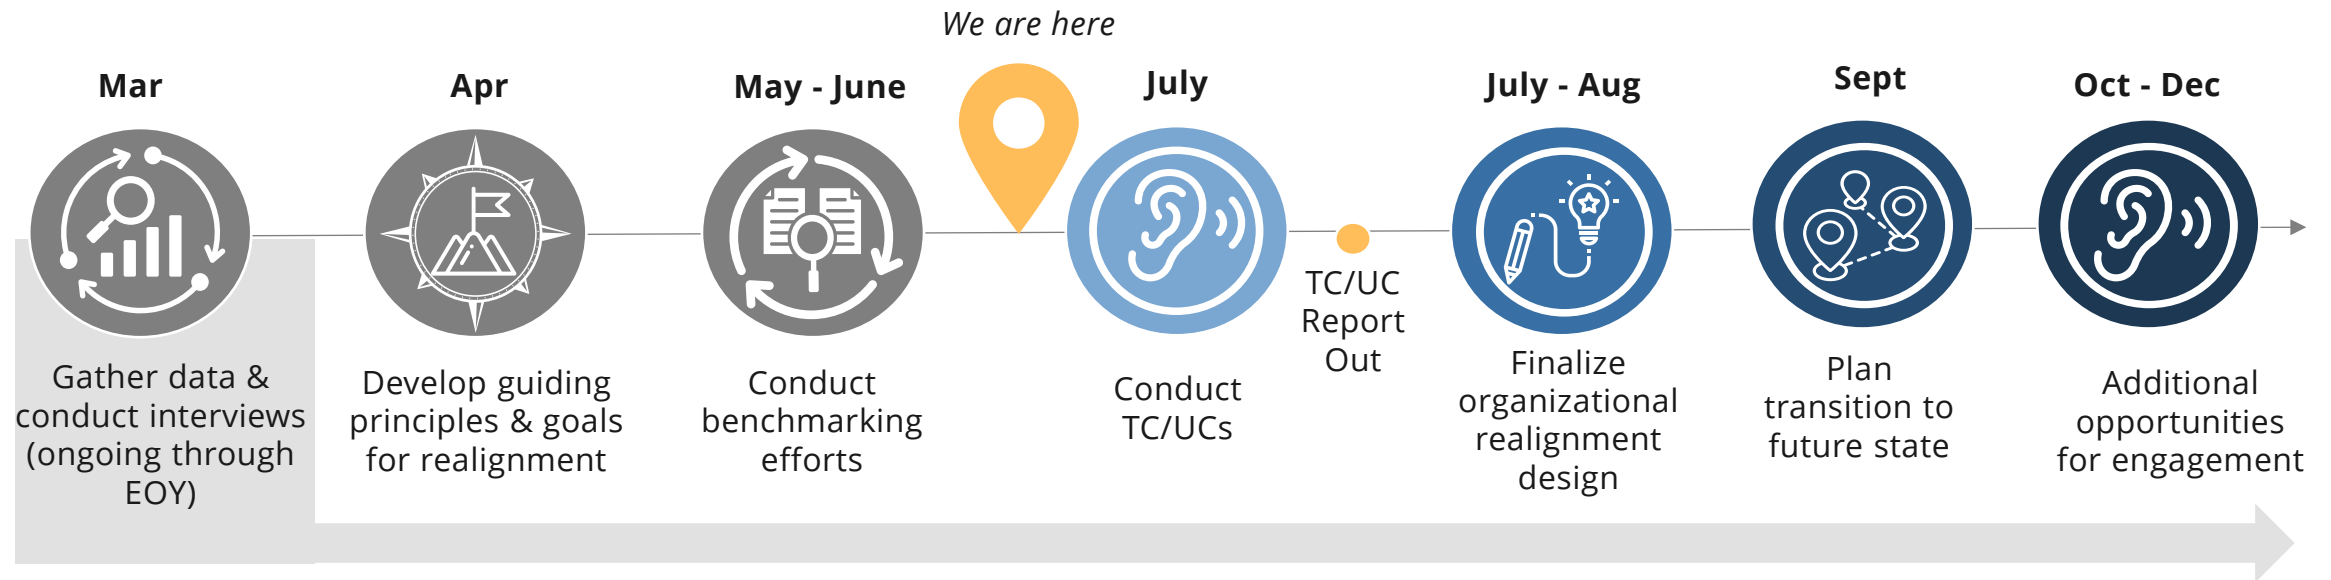 We are here
Mar
Gather data &
conduct interviews
(ongoing through
EOY)
Apr
Develop guiding
principles & goals
for realignment
May - June
Conduct
benchmarking
efforts
July
Conduct
TC/UCs
TC/UC
Report
Out
July - Aug
Finalize
organizational
realignment
design
Sept
Plan
transition to
future state
Oct - Dec
Additional
opportunities
for engagement